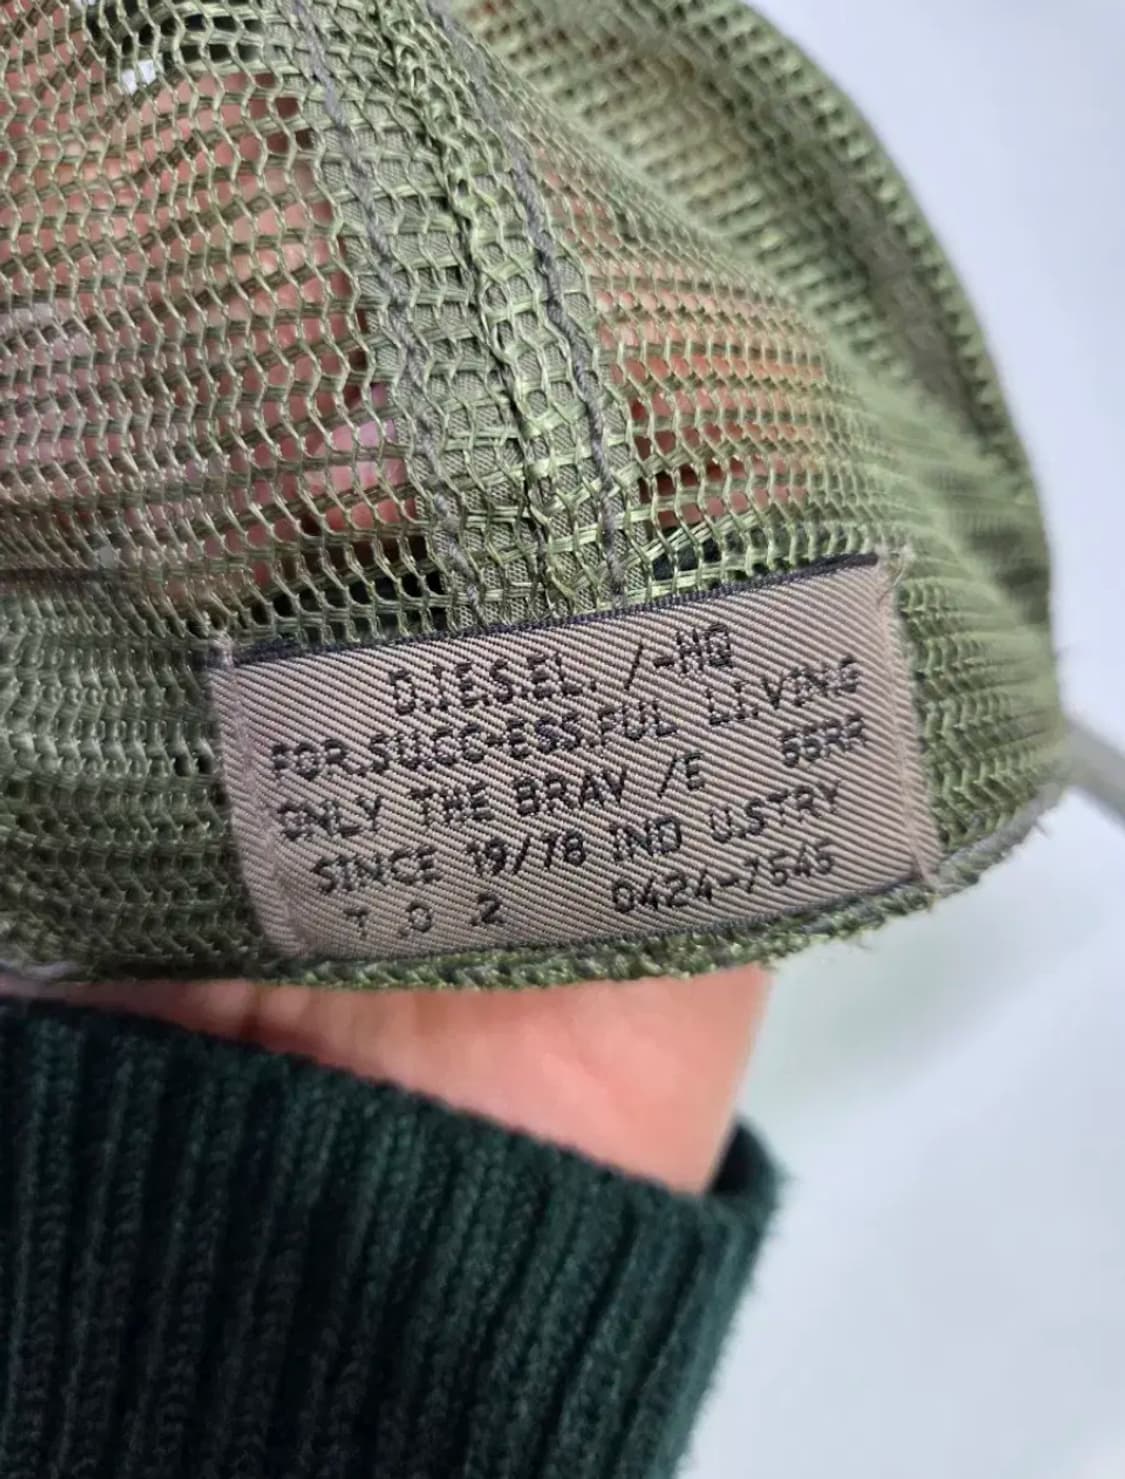 D.IE.S.EL. /-HQ
FOR.SU.CC-ESS.FUL LI.VING
ONLY THE BRAV /E 55RR
SINCE 19/78 IND U.STRY
T .O .2 0424-7545